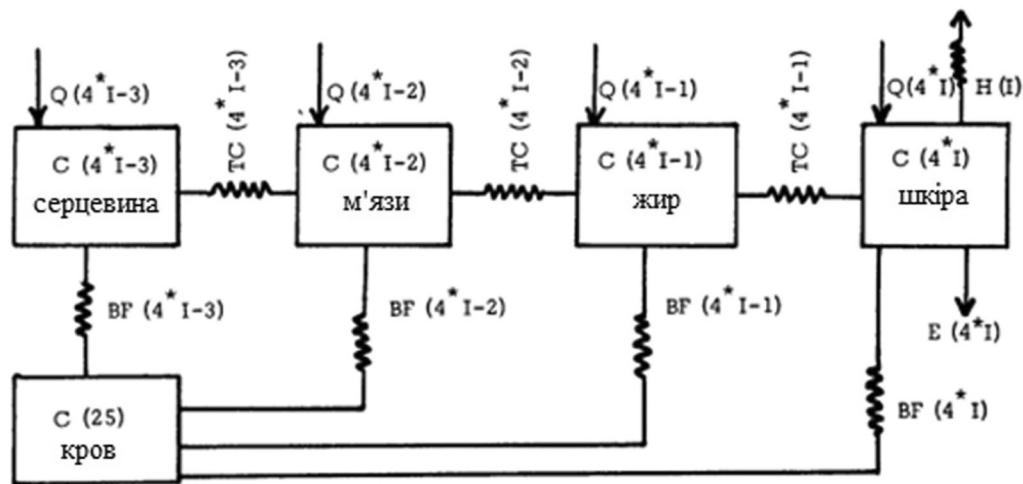 Q (4*I-3)
TC (4*I-3)
Q (4*I-2)
TC (4*I-2)
Q (4*I-1)
TC (4*I-1)
Q (4*I)
H (I)
C (4*I-3)
серцевина
C (4*I-2)
м'язи
C (4*I-1)
жир
C (4*I)
шкіра
BF (4*I-3)
BF (4*I-2)
BF (4*I-1)
E (4*I)
BF (4*I)
C (25)
кров